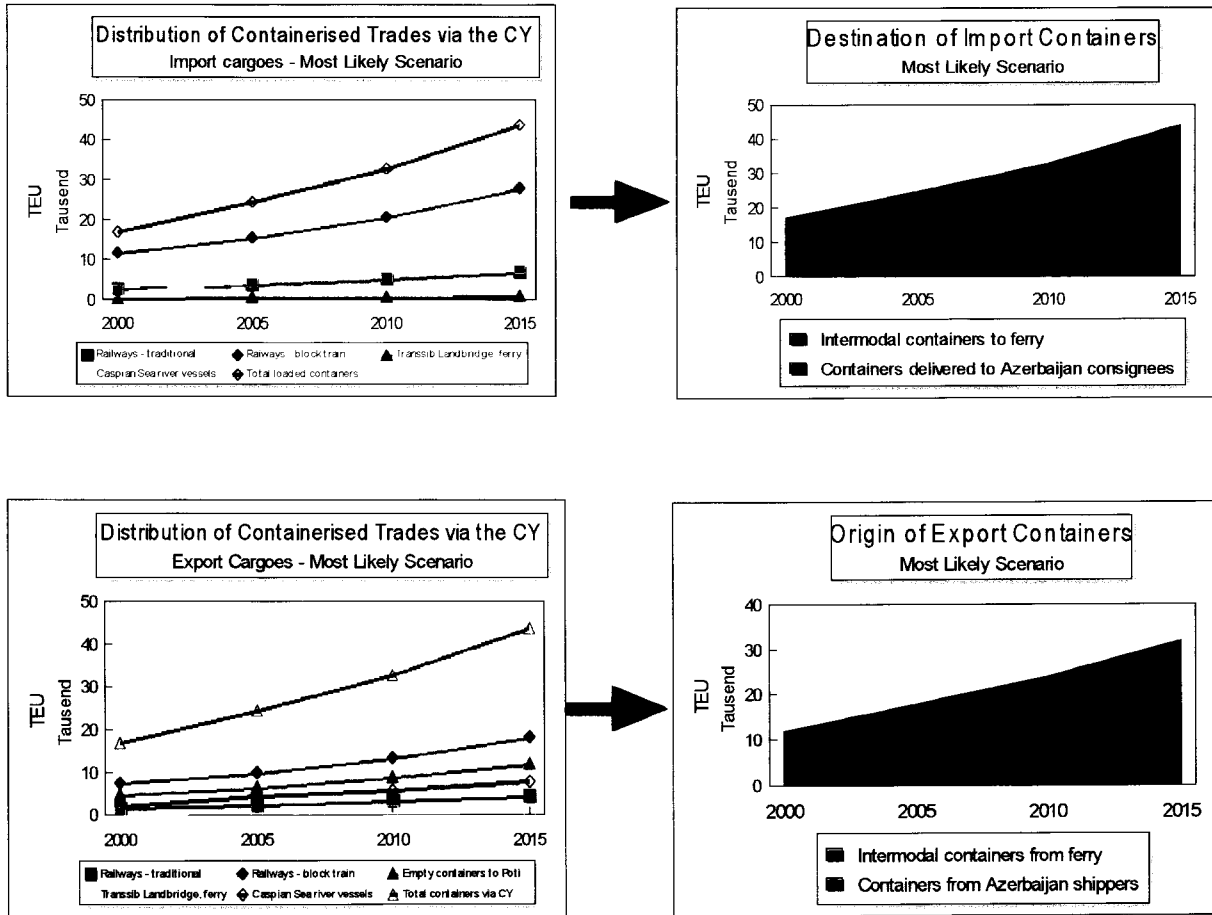 Distribution of Containerised Trades via the CY
Import cargoes - Most Likely Scenario
TEU
Tausend
50
40
30
20
10
0
2000 2005 2010 2015
Railways - traditional Railways - block train Transsib Landbridge ferry
Caspian Sea river vessels Total loaded containers
Destination of Import Containers
Most Likely Scenario
TEU
Tausend
50
40
30
20
10
0
2000 2005 2010 2015
Intermodal containers to ferry
Containers delivered to Azerbaijan consignees
Distribution of Containerised Trades via the CY
Export Cargoes - Most Likely Scenario
TEU
Tausend
50
40
30
20
10
0
2000 2005 2010 2015
Railways - traditional Railways - block train Empty containers to Poti
Transsib Landbridge, ferry Caspian Sea river vessels Total containers via CY
Origin of Export Containers
Most Likely Scenario
TEU
Tausend
40
30
20
10
0
2000 2005 2010 2015
Intermodal containers from ferry
Containers from Azerbaijan shippers